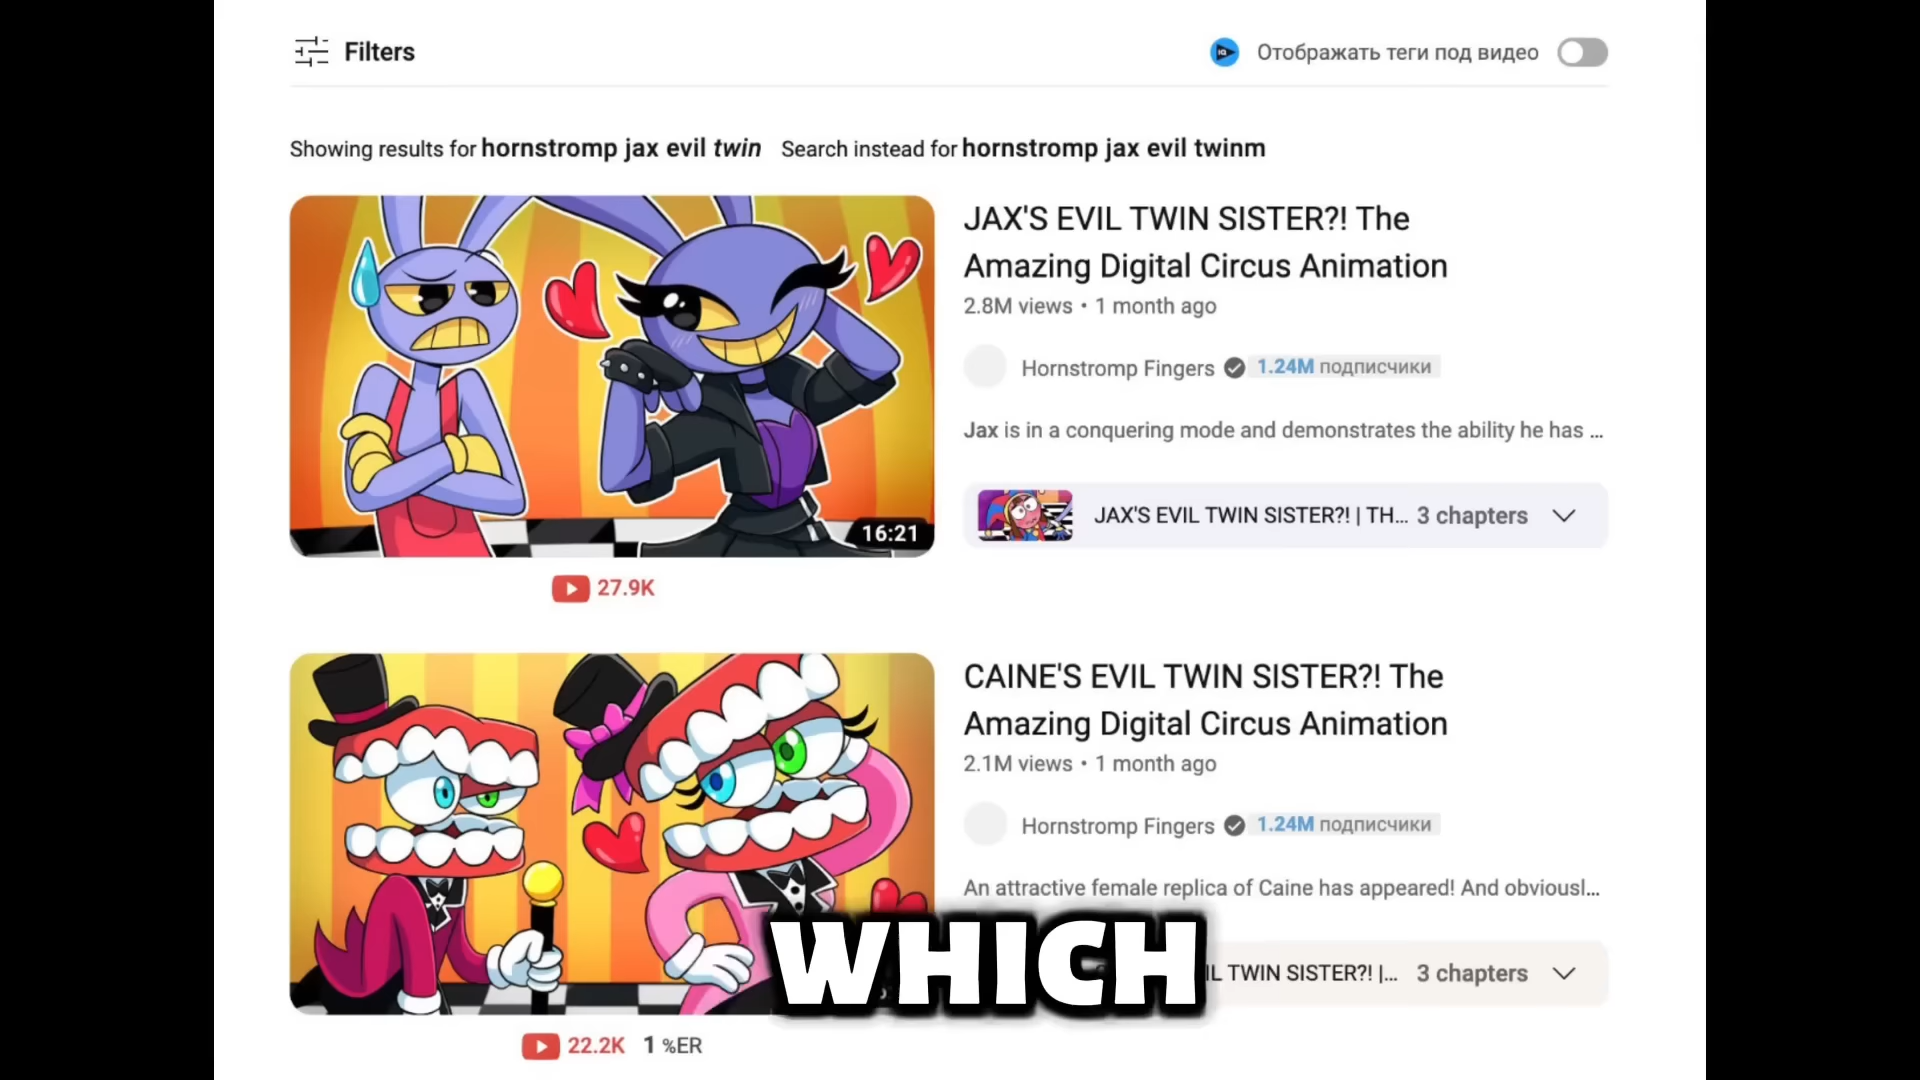 Filters
Отображать теги под видео
Showing results for hornstromp jax evil twin Search instead for hornstromp jax evil twinm
JAX'S EVIL TWIN SISTER?! The
Amazing Digital Circus Animation
2.8M views • 1 month ago
Hornstromp Fingers 1.24M подписчики
Jax is in a conquering mode and demonstrates the ability he has ...
JAX'S EVIL TWIN SISTER?! | TH... 3 chapters
16:21
27.9K
CAINE'S EVIL TWIN SISTER?! The
Amazing Digital Circus Animation
2.1M views • 1 month ago
Hornstromp Fingers 1.24M подписчики
An attractive female replica of Caine has appeared! And obviousl...
TWIN SISTER?! |... 3 chapters
WHICH
22.2K 1 %ER